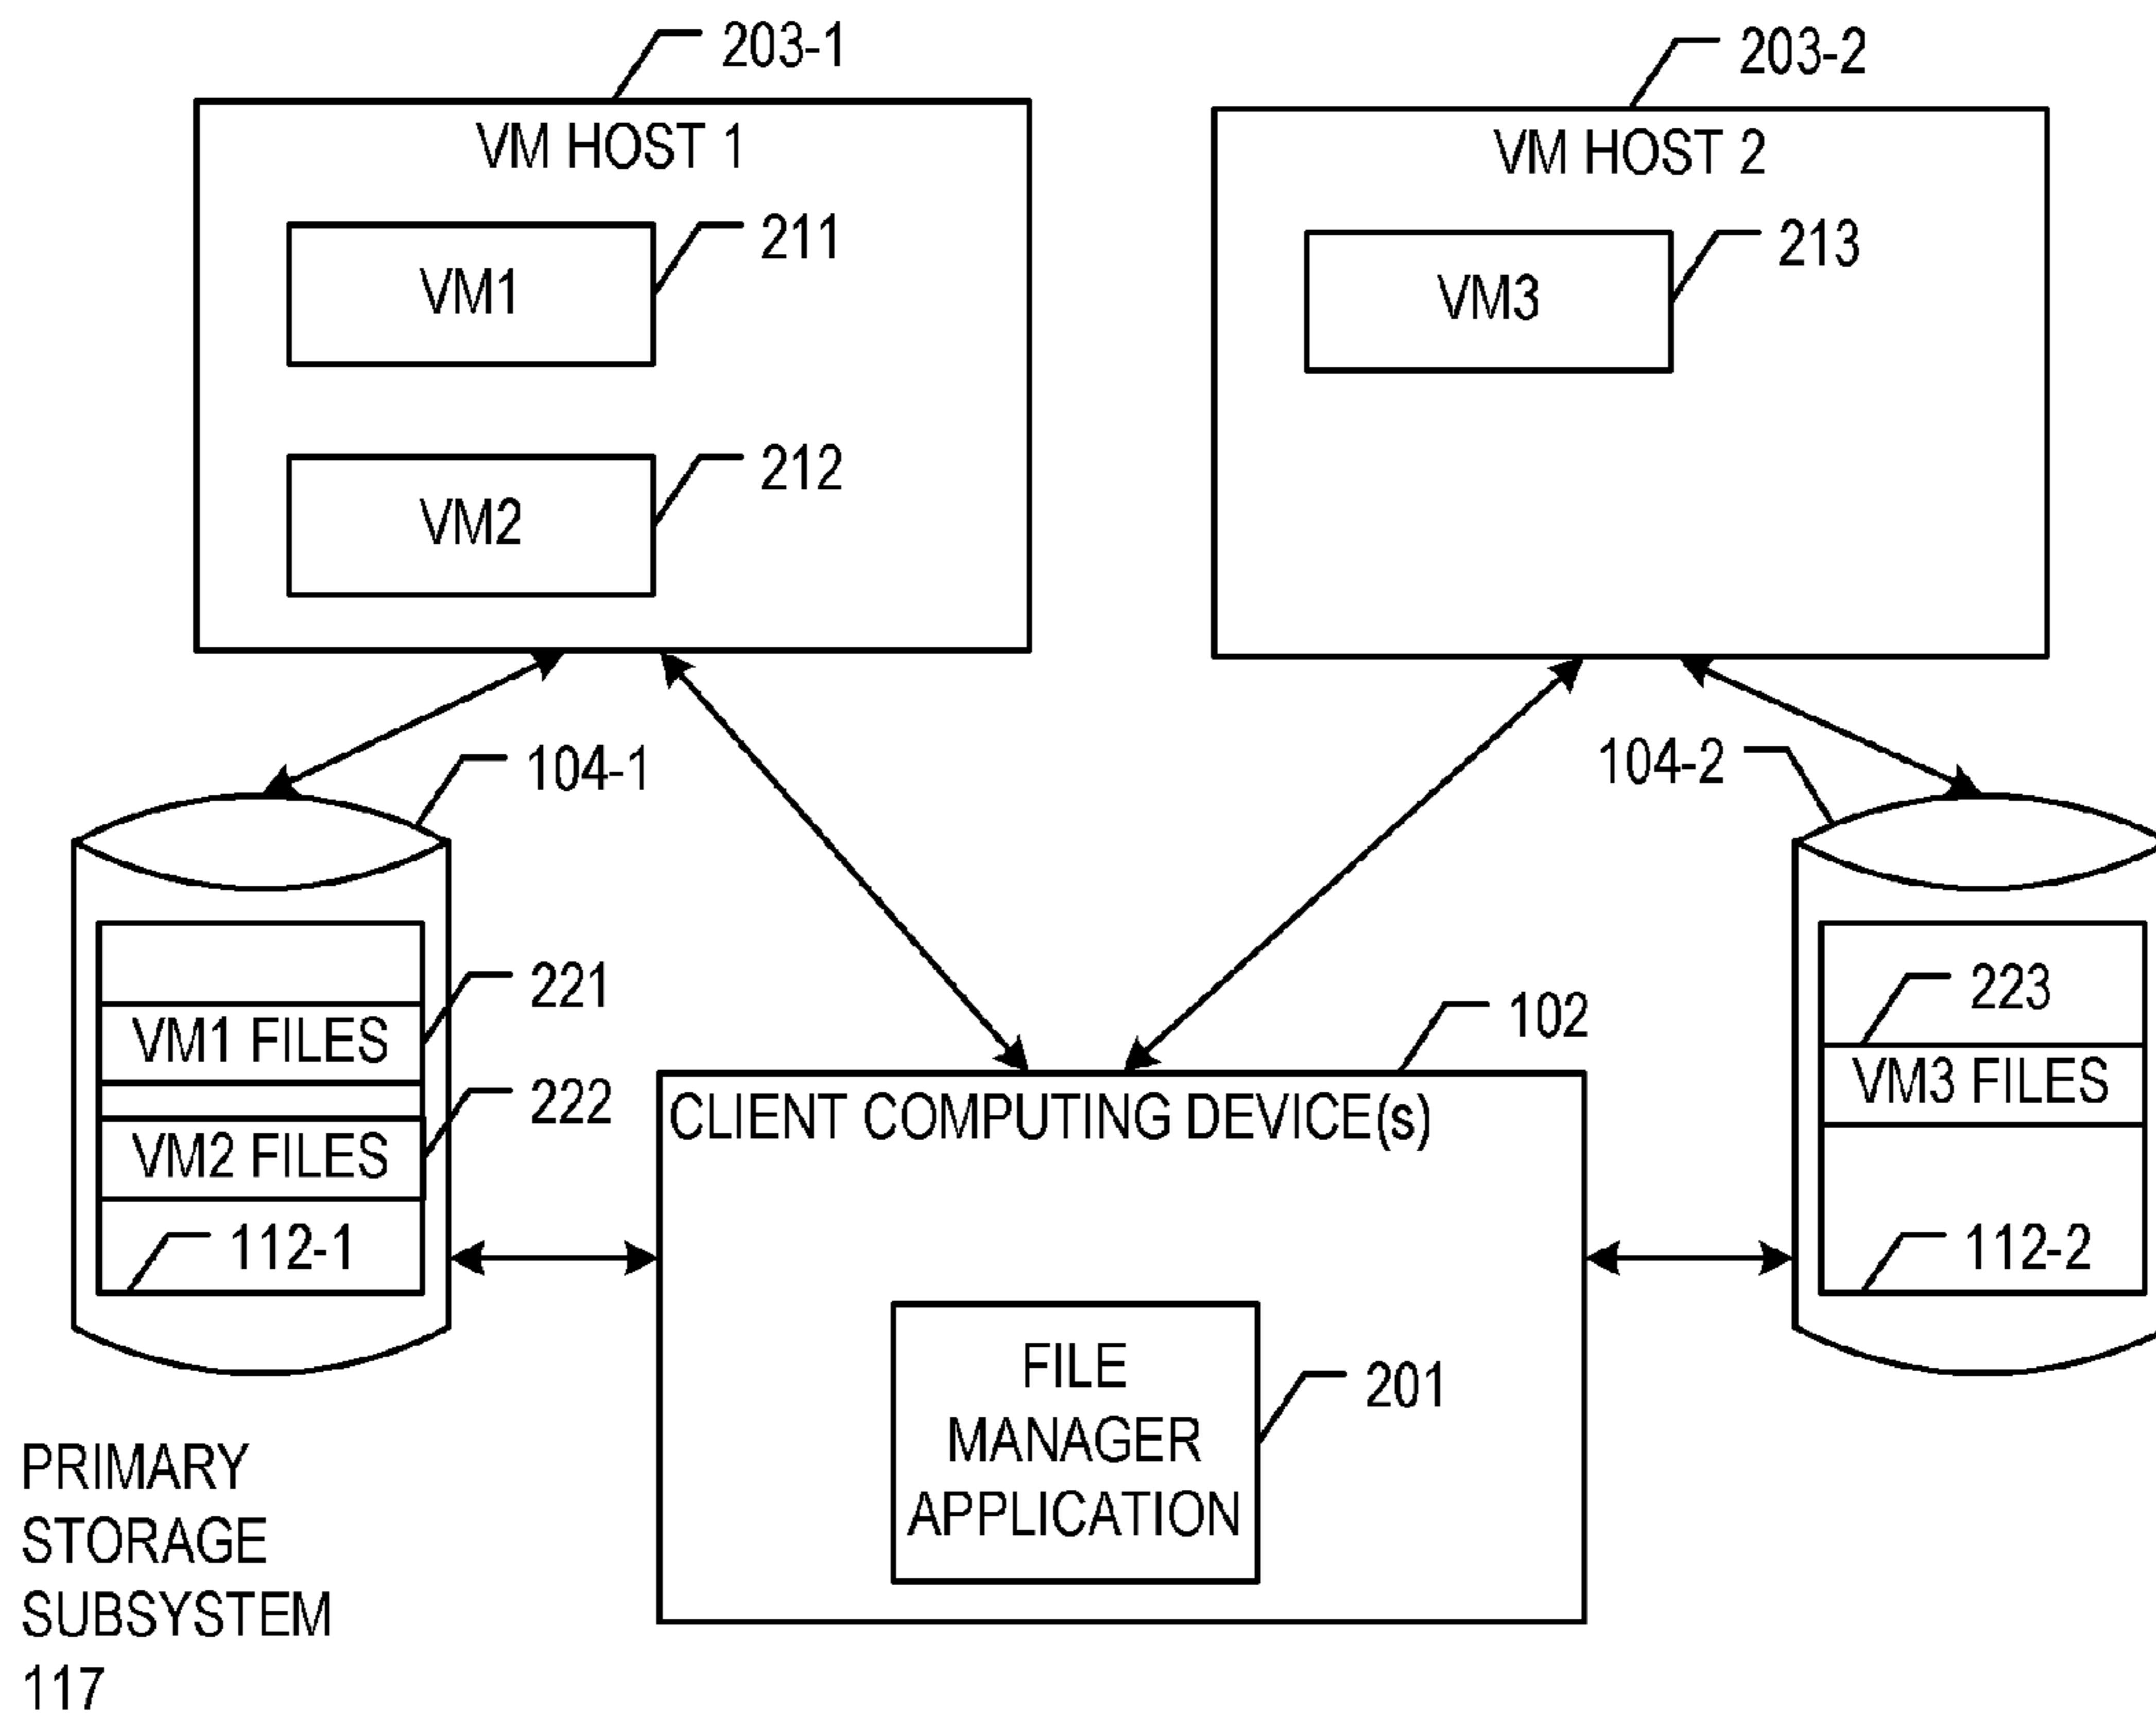 203-1
203-2
VM HOST 1
VM HOST 2
211
213
VM1
VM3
212
VM2
104-1
104-2
221
223
102
VM1 FILES
VM3 FILES
222
CLIENT COMPUTING DEVICE(s)
VM2 FILES
112-1
112-2
FILE
MANAGER
APPLICATION
201
PRIMARY
STORAGE
SUBSYSTEM
117